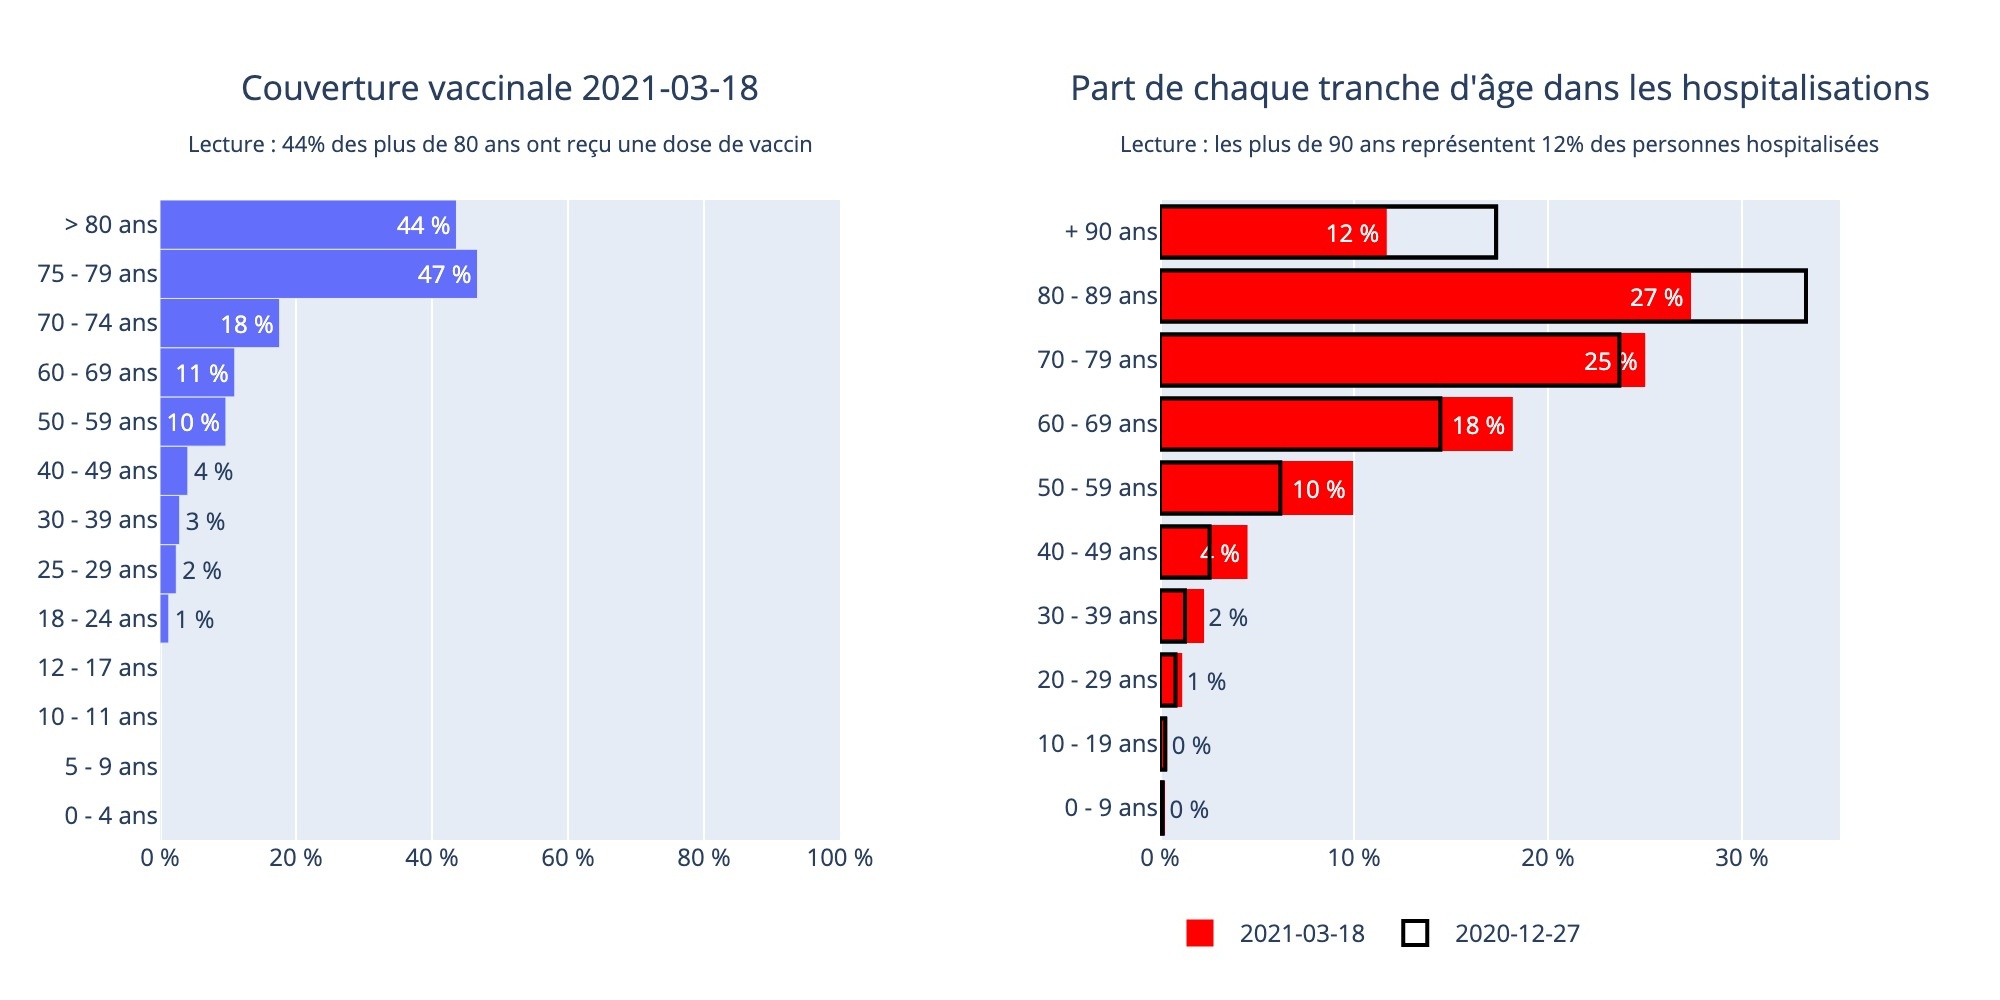 Couverture vaccinale 2021-03-18
Lecture : 44% des plus de 80 ans ont reçu une dose de vaccin
> 80 ans 44 %
75 - 79 ans 47 %
70 - 74 ans 18 %
60 - 69 ans 11 %
50 - 59 ans 10 %
40 - 49 ans 4 %
30 - 39 ans 3 %
25 - 29 ans 2 %
18 - 24 ans 1 %
12 - 17 ans
10 - 11 ans
5 - 9 ans
0 - 4 ans
0 % 20 % 40 % 60 % 80 % 100 %
Part de chaque tranche d'âge dans les hospitalisations
Lecture : les plus de 90 ans représentent 12% des personnes hospitalisées
+ 90 ans 12 %
80 - 89 ans 27 %
70 - 79 ans 25 %
60 - 69 ans 18 %
50 - 59 ans 10 %
40 - 49 ans 4 %
30 - 39 ans 2 %
20 - 29 ans 1 %
10 - 19 ans 0 %
0 - 9 ans 0 %
0 % 10 % 20 % 30 %
2021-03-18 2020-12-27